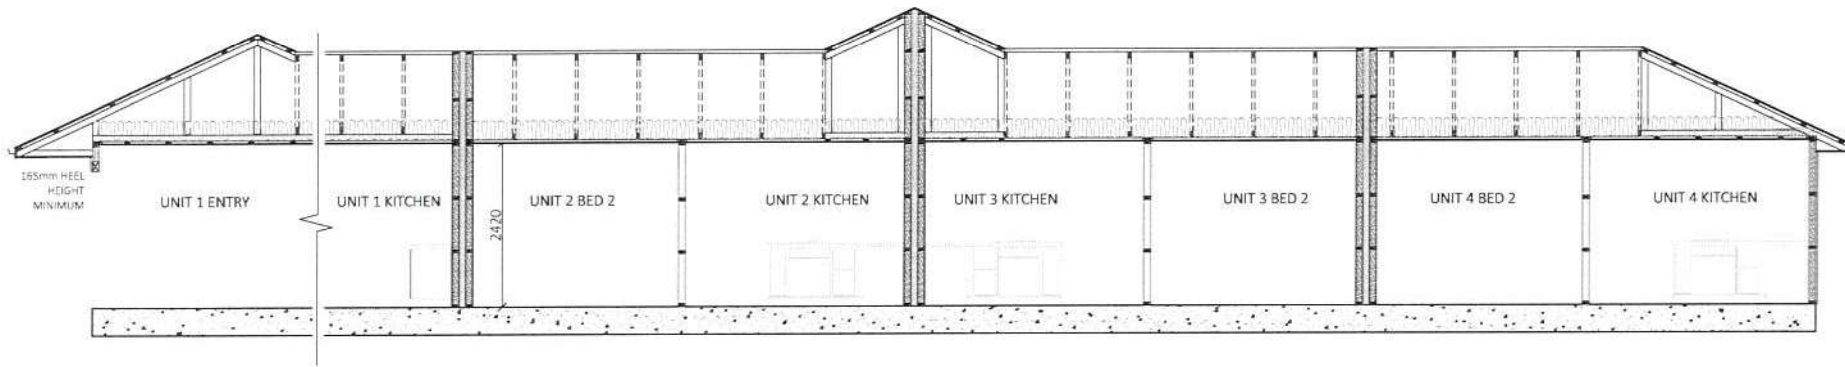 165mm HEEL
HEIGHT
MINIMUM
UNIT 1 ENTRY
UNIT 1 KITCHEN
2420
UNIT 2 BED 2
UNIT 2 KITCHEN
UNIT 3 KITCHEN
UNIT 3 BED 2
UNIT 4 BED 2
UNIT 4 KITCHEN